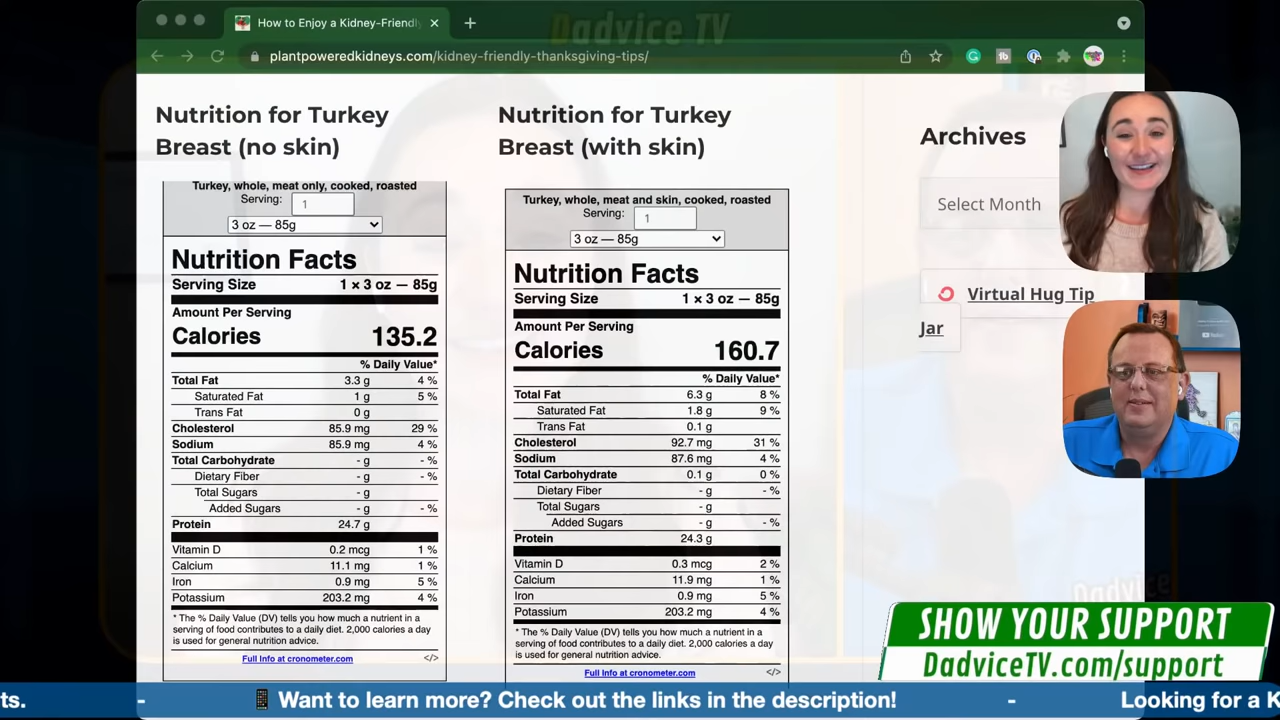 Dadvice TV
How to Enjoy a Kidney-Friendl
plantpoweredkidneys.com/kidney-friendly-thanksgiving-tips/
Nutrition for Turkey
Breast (no skin)
Turkey, whole, meat only, cooked, roasted
Serving: 1
3 oz — 85g
Nutrition Facts
Serving Size 1 × 3 oz — 85g
Amount Per Serving
Calories 135.2
% Daily Value*
Total Fat 3.3 g 4 %
Saturated Fat 1 g 5 %
Trans Fat 0 g
Cholesterol 85.9 mg 29 %
Sodium 85.9 mg 4 %
Total Carbohydrate - g - %
Dietary Fiber - g - %
Total Sugars - g
Added Sugars - g - %
Protein 24.7 g
Vitamin D 0.2 mcg 1 %
Calcium 11.1 mg 1 %
Iron 0.9 mg 5 %
Potassium 203.2 mg 4 %
* The % Daily Value (DV) tells you how much a nutrient in a
serving of food contributes to a daily diet. 2,000 calories a day
is used for general nutrition advice.
Full Info at cronometer.com </>
Nutrition for Turkey
Breast (with skin)
Turkey, whole, meat and skin, cooked, roasted
Serving: 1
3 oz — 85g
Nutrition Facts
Serving Size 1 × 3 oz — 85g
Amount Per Serving
Calories 160.7
% Daily Value*
Total Fat 6.3 g 8 %
Saturated Fat 1.8 g 9 %
Trans Fat 0.1 g
Cholesterol 92.7 mg 31 %
Sodium 87.6 mg 4 %
Total Carbohydrate 0.1 g 0 %
Dietary Fiber - g - %
Total Sugars - g
Added Sugars - g - %
Protein 24.3 g
Vitamin D 0.3 mcg 2 %
Calcium 11.9 mg 1 %
Iron 0.9 mg 5 %
Potassium 203.2 mg 4 %
* The % Daily Value (DV) tells you how much a nutrient in a
serving of food contributes to a daily diet. 2,000 calories a day
is used for general nutrition advice.
Full Info at cronometer.com </>
Archives
Select Month
Virtual Hug Tip
Jar
Dadvice
SHOW YOUR SUPPORT
DadviceTV.com/support
ts. - Want to learn more? Check out the links in the description! - Looking for a K